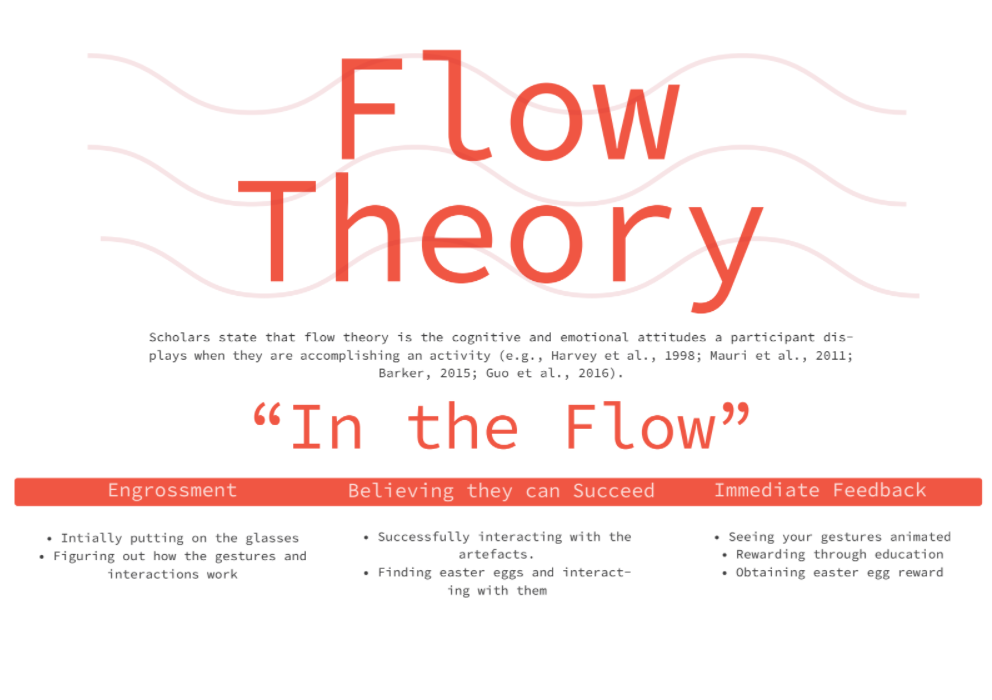 Flow
Theory
Scholars state that flow theory is the cognitive and emotional attitudes a participant dis-
plays when they are accomplishing an activity (e.g., Harvey et al., 1998; Mauri et al., 2011;
Barker, 2015; Guo et al., 2016).
“In the Flow”
Engrossment
• Intially putting on the glasses
• Figuring out how the gestures and
interactions work
Believing they can Succeed
• Successfully interacting with the
artefacts.
• Finding easter eggs and interact-
ing with them
Immediate Feedback
• Seeing your gestures animated
• Rewarding through education
• Obtaining easter egg reward